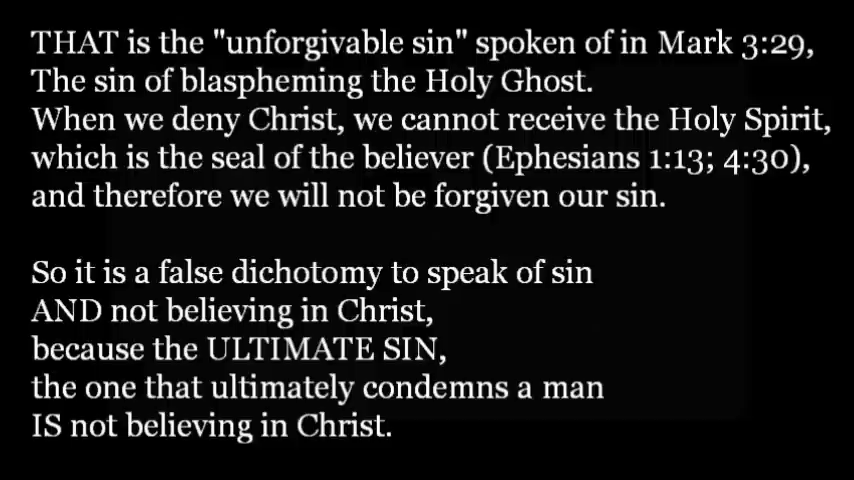 THAT is the "unforgivable sin" spoken of in Mark 3:29,
The sin of blaspheming the Holy Ghost.
When we deny Christ, we cannot receive the Holy Spirit,
which is the seal of the believer (Ephesians 1:13; 4:30),
and therefore we will not be forgiven our sin.
So it is a false dichotomy to speak of sin
AND not believing in Christ,
because the ULTIMATE SIN,
the one that ultimately condemns a man
IS not believing in Christ.